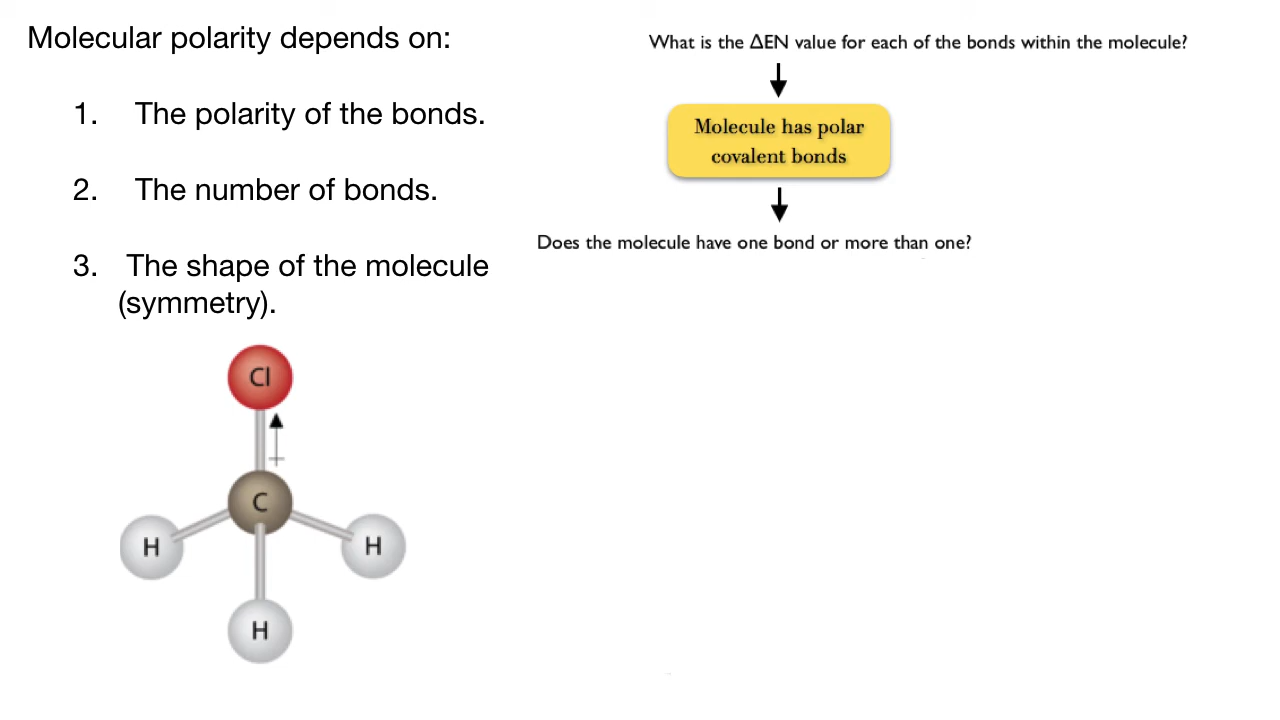 Molecular polarity depends on:
1. The polarity of the bonds.
2. The number of bonds.
3. The shape of the molecule
(symmetry).
What is the ΔEN value for each of the bonds within the molecule?
Molecule has polar
covalent bonds
Does the molecule have one bond or more than one?
Cl
C
H
H
H